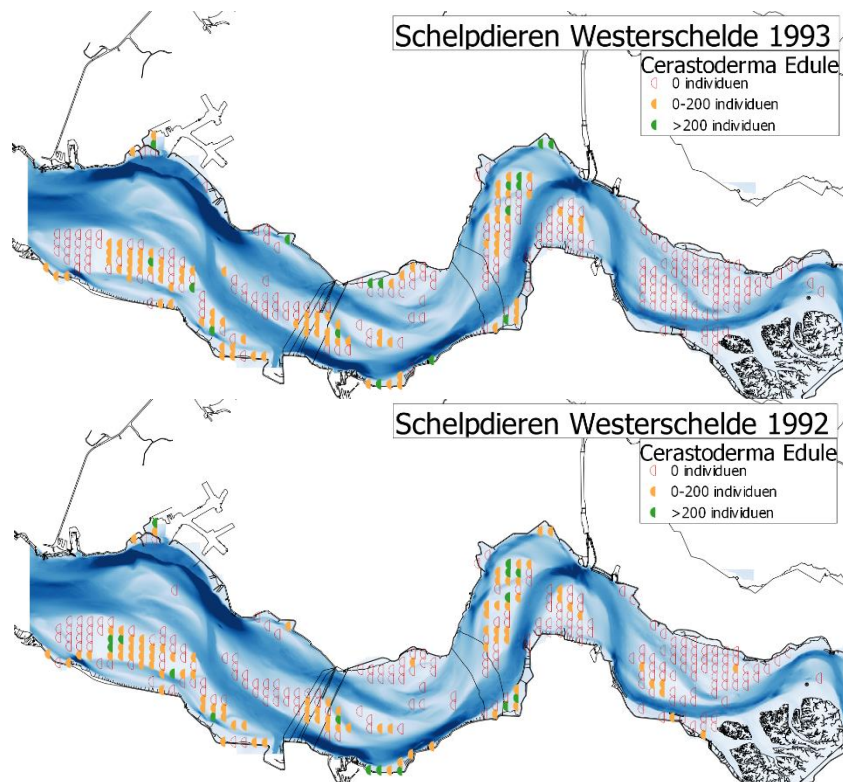 Schelpdieren Westerschelde 1993
Cerastoderma Edule
0 individuen
0-200 individuen
>200 individuen
Schelpdieren Westerschelde 1992
Cerastoderma Edule
0 individuen
0-200 individuen
>200 individuen